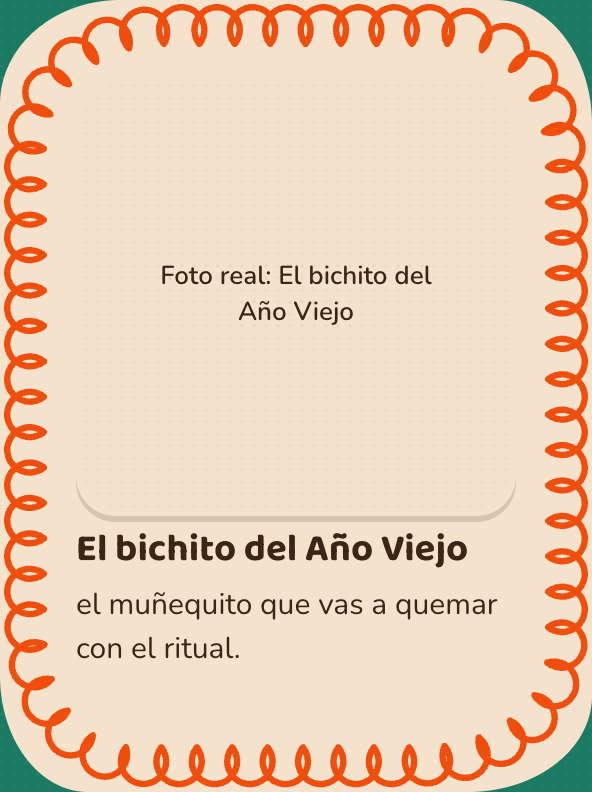 Foto real: El bichito del
Año Viejo
El bichito del Año Viejo
el muñequito que vas a quemar
con el ritual.